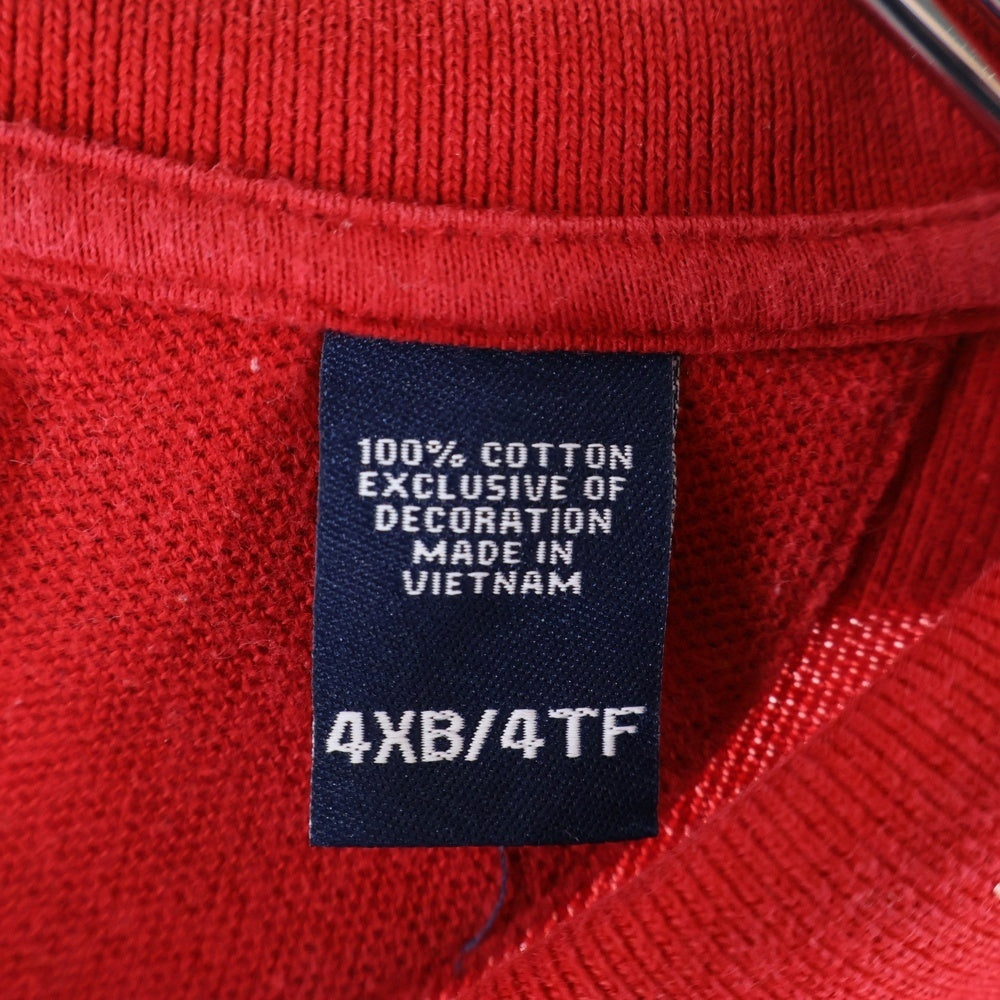 100% COTTON
EXCLUSIVE OF
DECORATION
MADE IN
VIETNAM
4XB/4TF